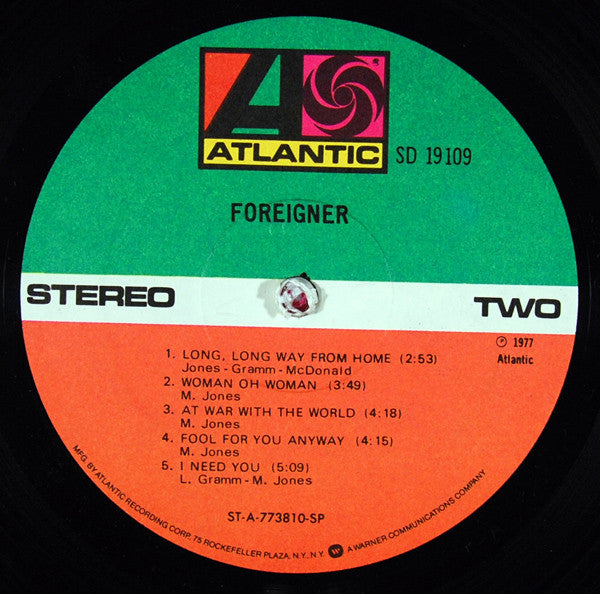 ATLANTIC
SD 19109
FOREIGNER
STEREO
TWO
℗ 1977
Atlantic
1. LONG, LONG WAY FROM HOME (2:53)
Jones - Gramm - McDonald
2. WOMAN OH WOMAN (3:49)
M. Jones
3. AT WAR WITH THE WORLD (4:18)
M. Jones
4. FOOL FOR YOU ANYWAY (4:15)
M. Jones
5. I NEED YOU (5:09)
L. Gramm - M. Jones
ST-A-773810-SP
MFG. BY ATLANTIC RECORDING CORP. 75 ROCKEFELLER PLAZA, N.Y., N.Y. A WARNER COMMUNICATIONS COMPANY